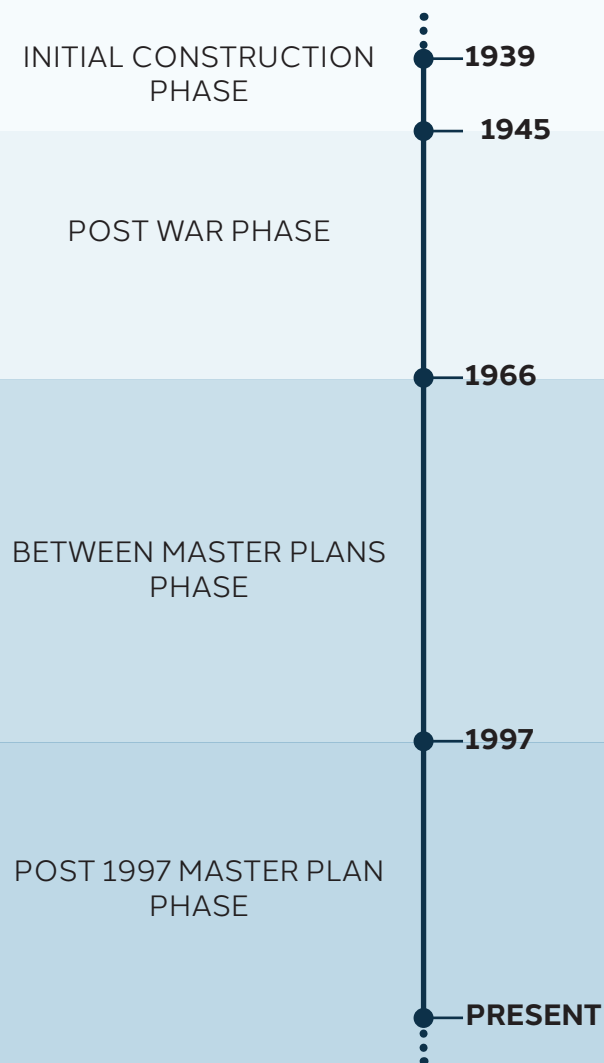 INITIAL CONSTRUCTION
PHASE
1939
1945
POST WAR PHASE
1966
BETWEEN MASTER PLANS
PHASE
1997
POST 1997 MASTER PLAN
PHASE
PRESENT